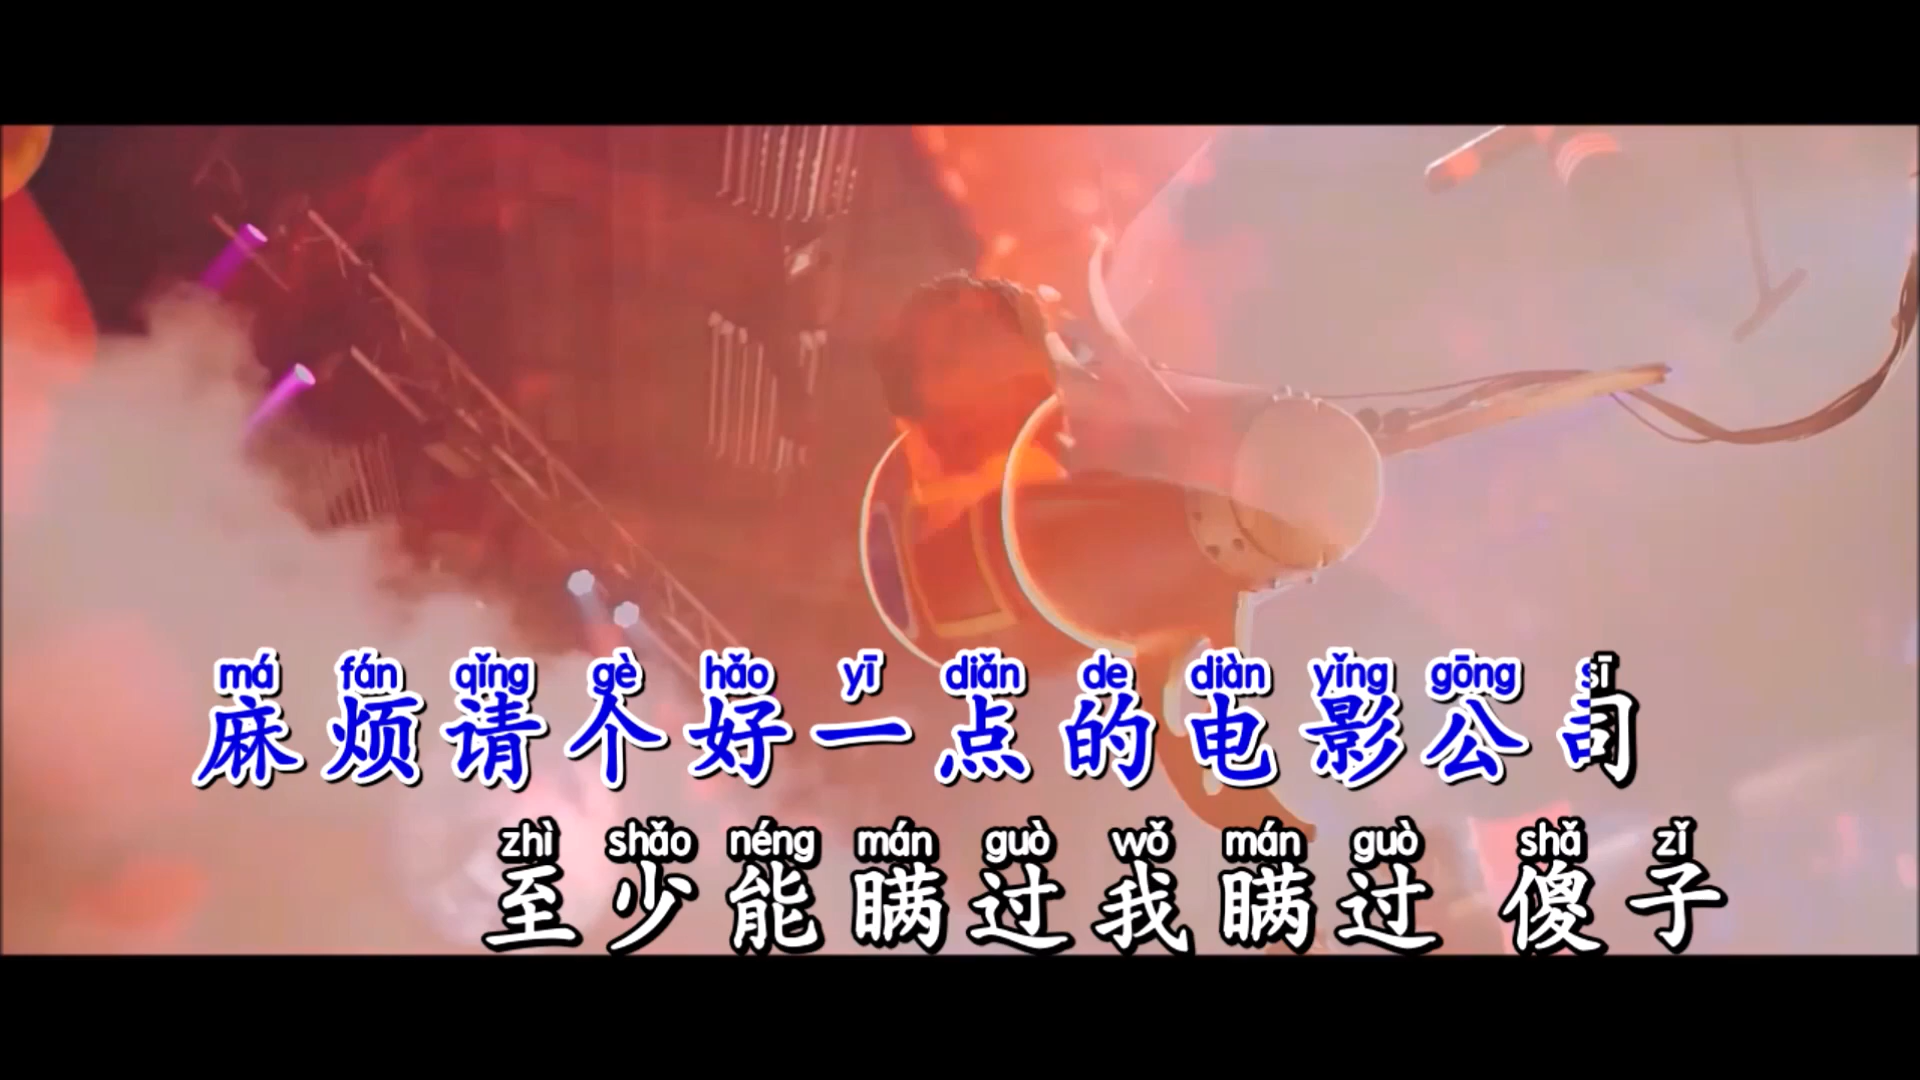 má fán qǐng gè hǎo yī diǎn de diàn yǐng gōng sī
麻烦请个好一点的电影公司
zhì shǎo néng mán guò wǒ mán guò shǎ zǐ
至少能瞒过我瞒过 傻子